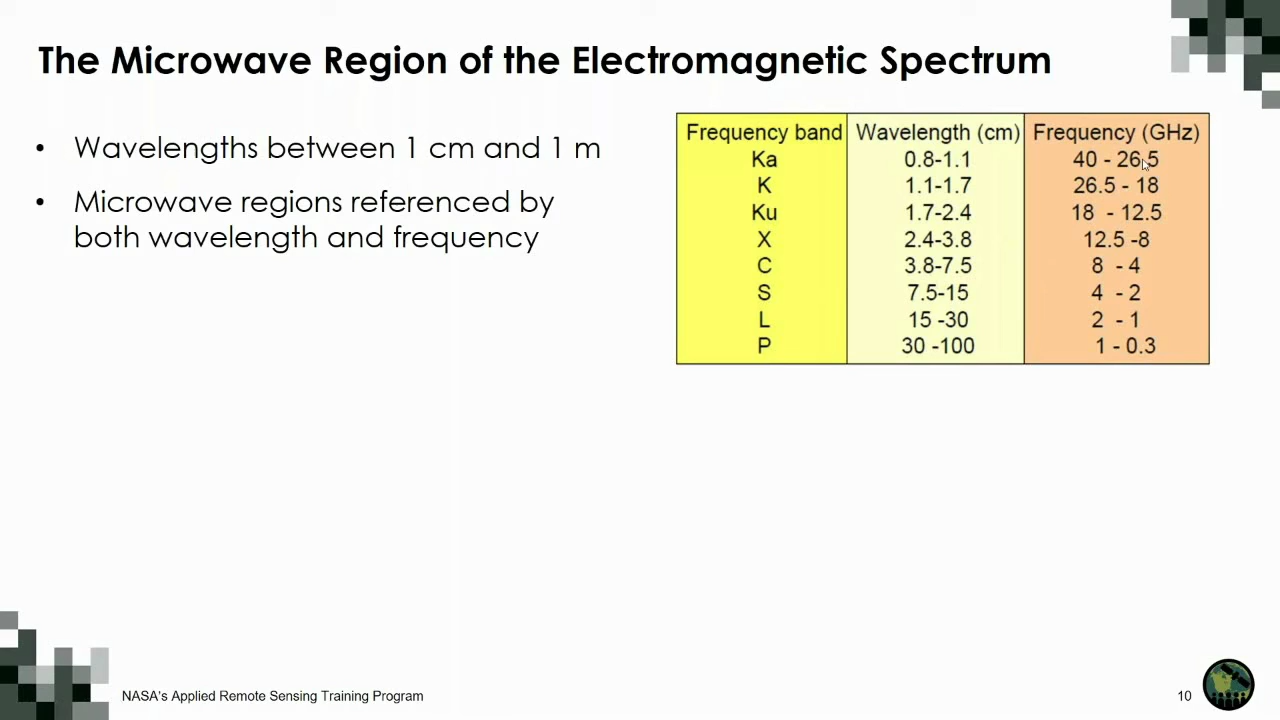 The Microwave Region of the Electromagnetic Spectrum
• Wavelengths between 1 cm and 1 m
• Microwave regions referenced by
both wavelength and frequency
Frequency band Wavelength (cm) Frequency (GHz)
Ka 0.8-1.1 40 - 26.5
K 1.1-1.7 26.5 - 18
Ku 1.7-2.4 18 - 12.5
X 2.4-3.8 12.5 -8
C 3.8-7.5 8 - 4
S 7.5-15 4 - 2
L 15 -30 2 - 1
P 30 -100 1 - 0.3
NASA's Applied Remote Sensing Training Program
10